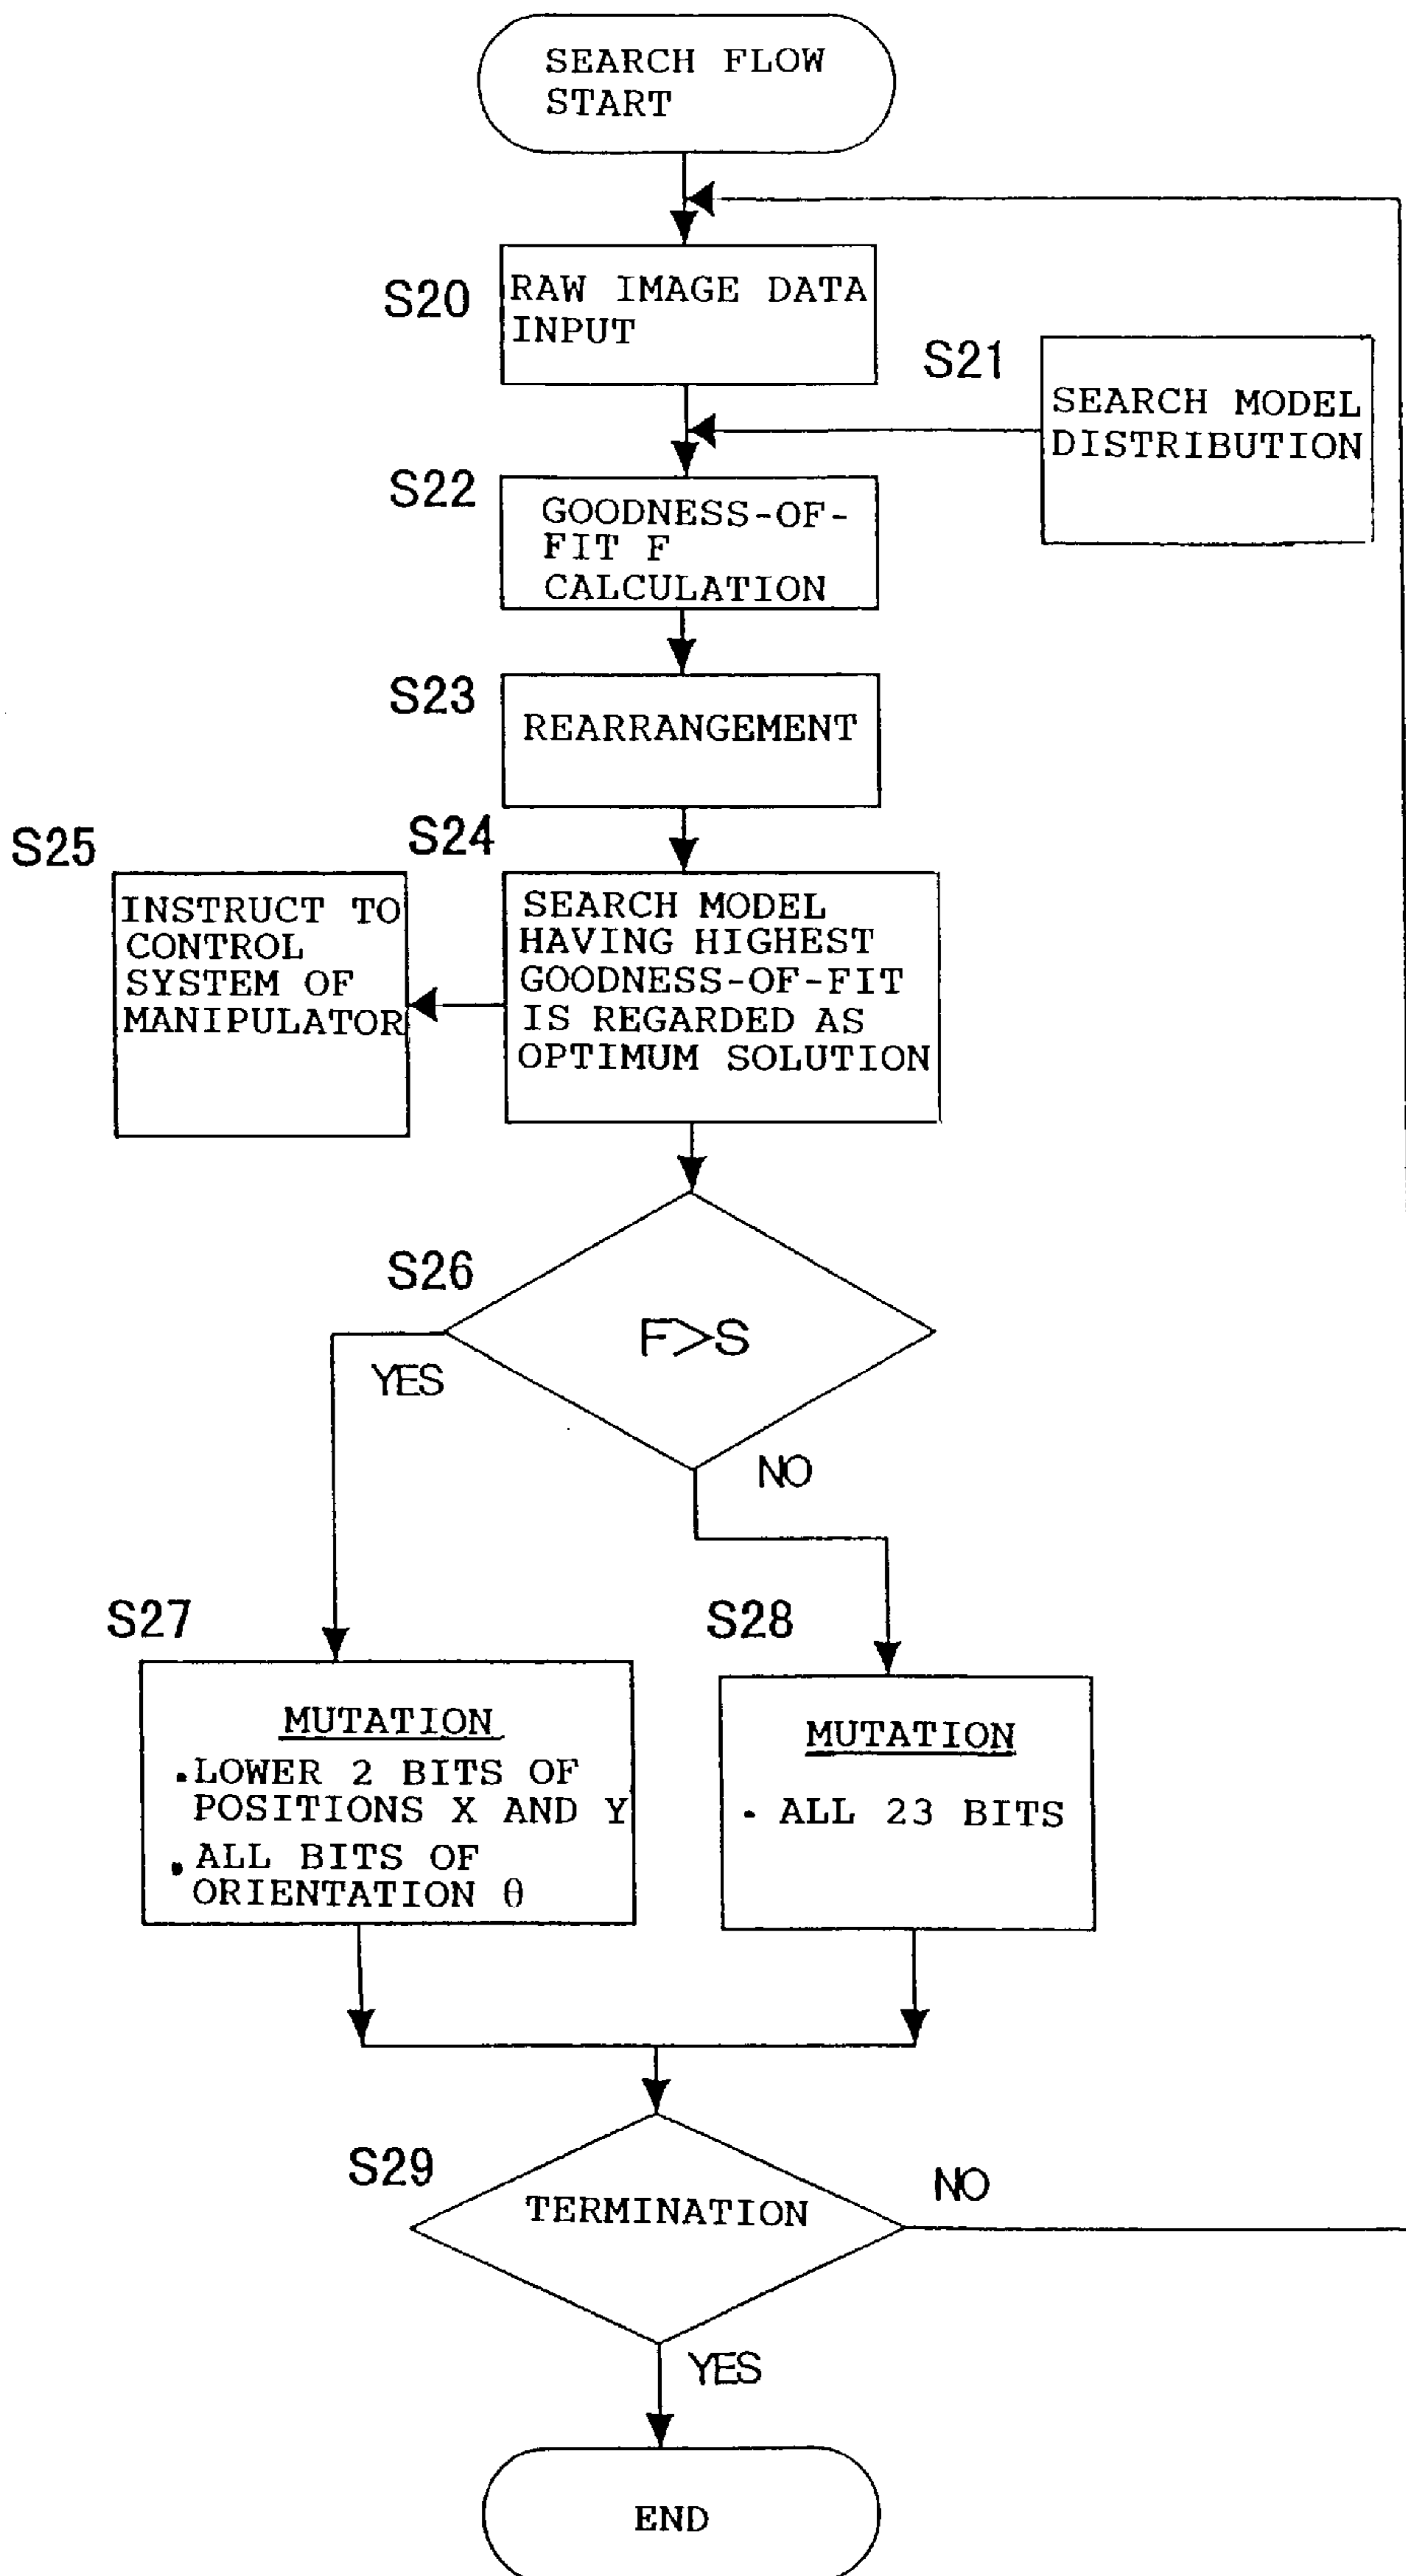 SEARCH FLOW
START
S20
RAW IMAGE DATA
INPUT
S21
SEARCH MODEL
DISTRIBUTION
S22
GOODNESS-OF-
FIT F
CALCULATION
S23
REARRANGEMENT
S25
INSTRUCT TO
CONTROL
SYSTEM OF
MANIPULATOR
S24
SEARCH MODEL
HAVING HIGHEST
GOODNESS-OF-FIT
IS REGARDED AS
OPTIMUM SOLUTION
S26
F>S
YES
NO
S27
MUTATION
.LOWER 2 BITS OF
POSITIONS X AND Y
.ALL BITS OF
ORIENTATION θ
S28
MUTATION
. ALL 23 BITS
S29
TERMINATION
NO
YES
END